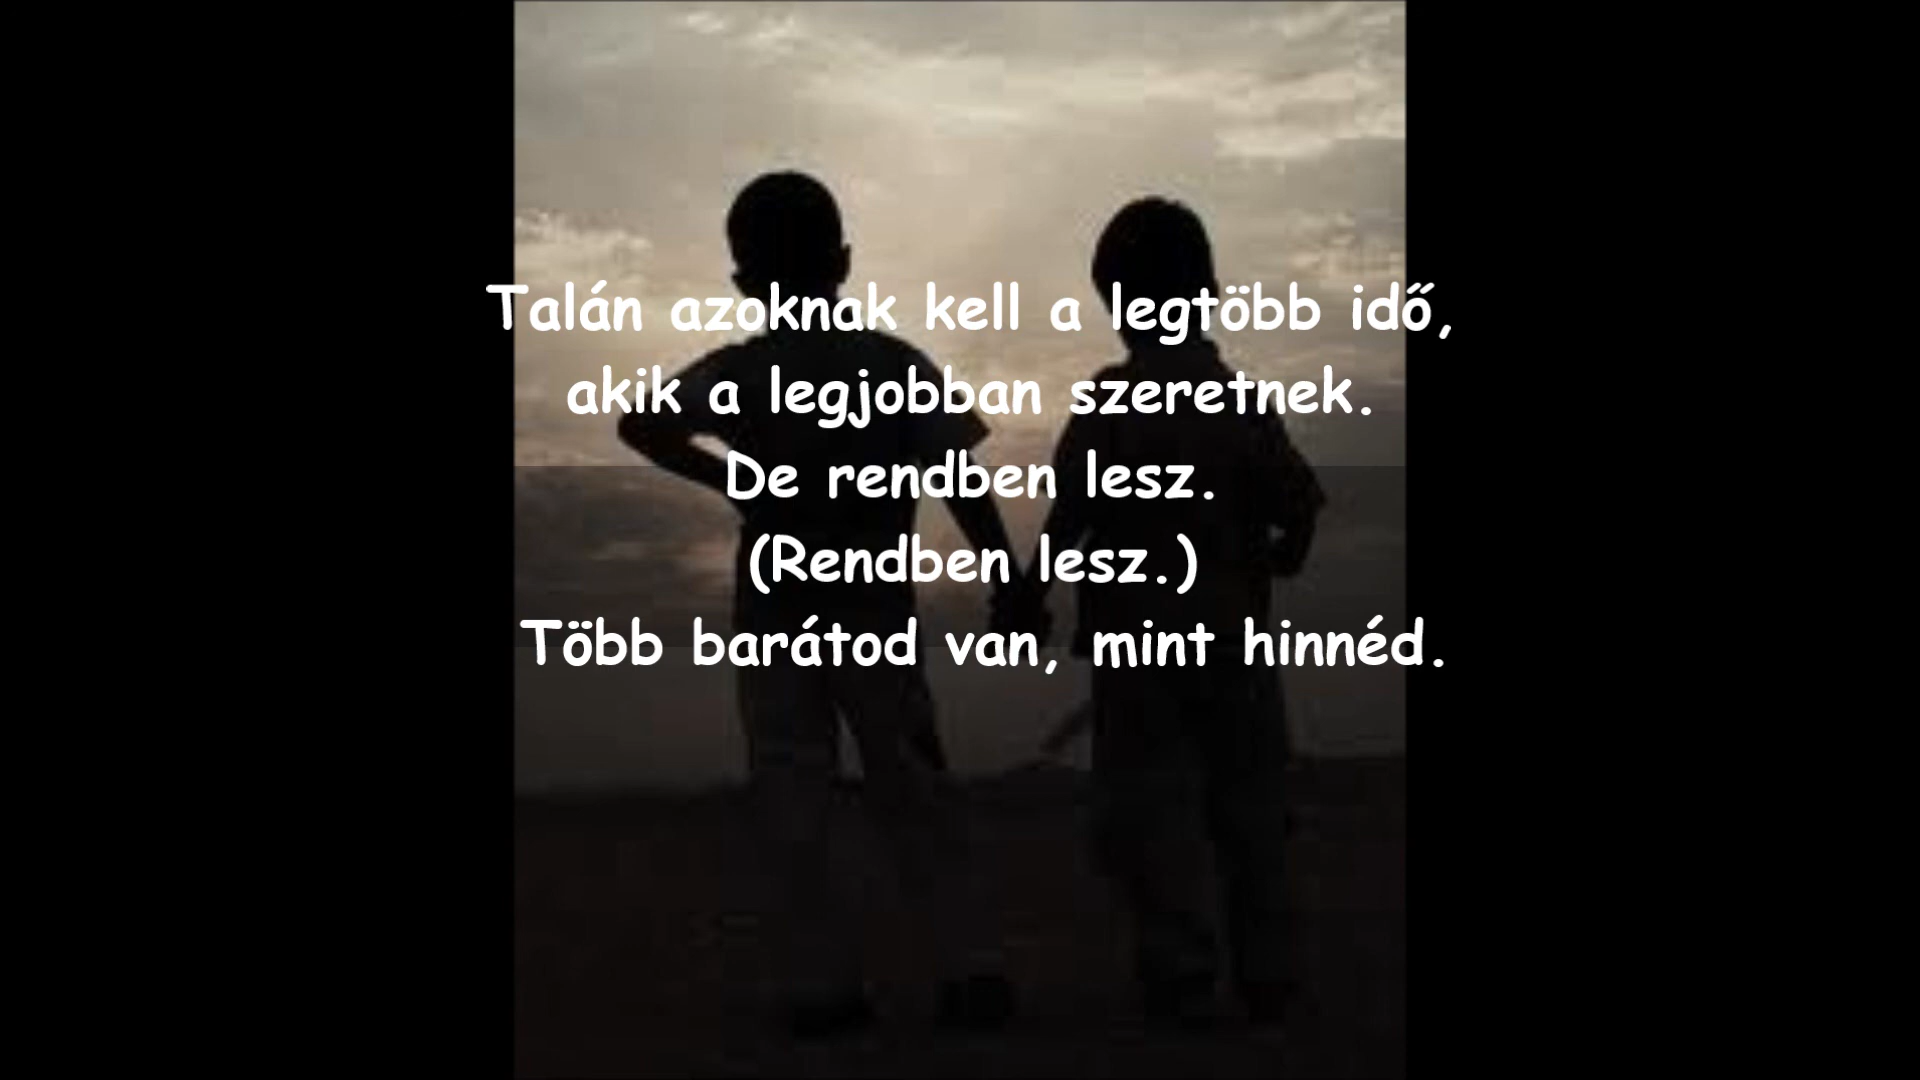 Talán azoknak kell a legtöbb idő,
akik a legjobban szeretnek.
De rendben lesz.
(Rendben lesz.)
Több barátod van, mint hinnéd.